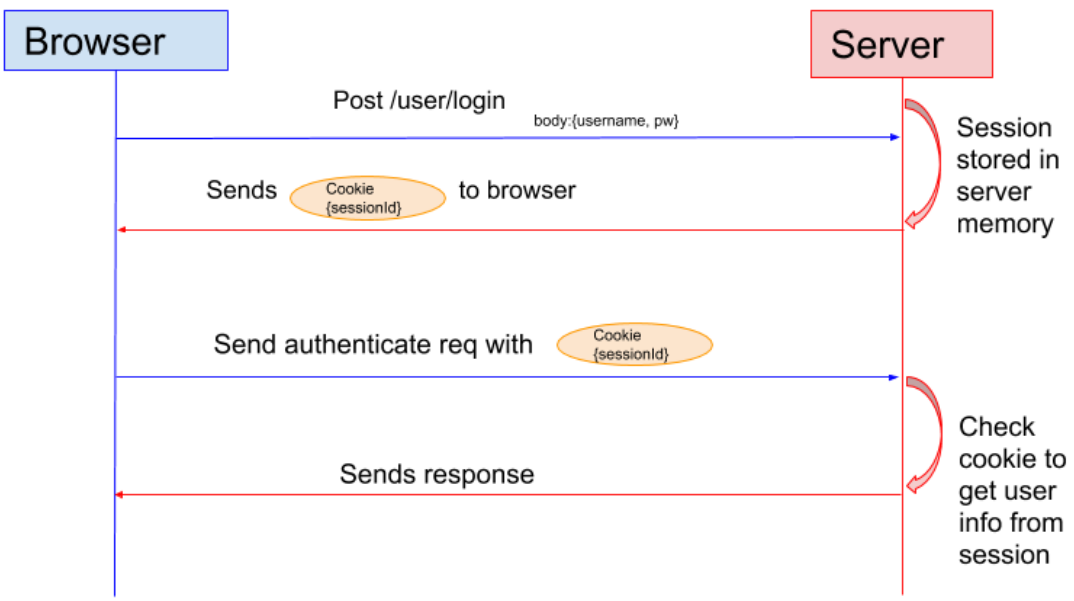 Browser
Server
Post /user/login
body:{username, pw}
Session
stored in
server
memory
Sends Cookie {sessionId} to browser
Send authenticate req with Cookie {sessionId}
Check
cookie to
get user
info from
session
Sends response